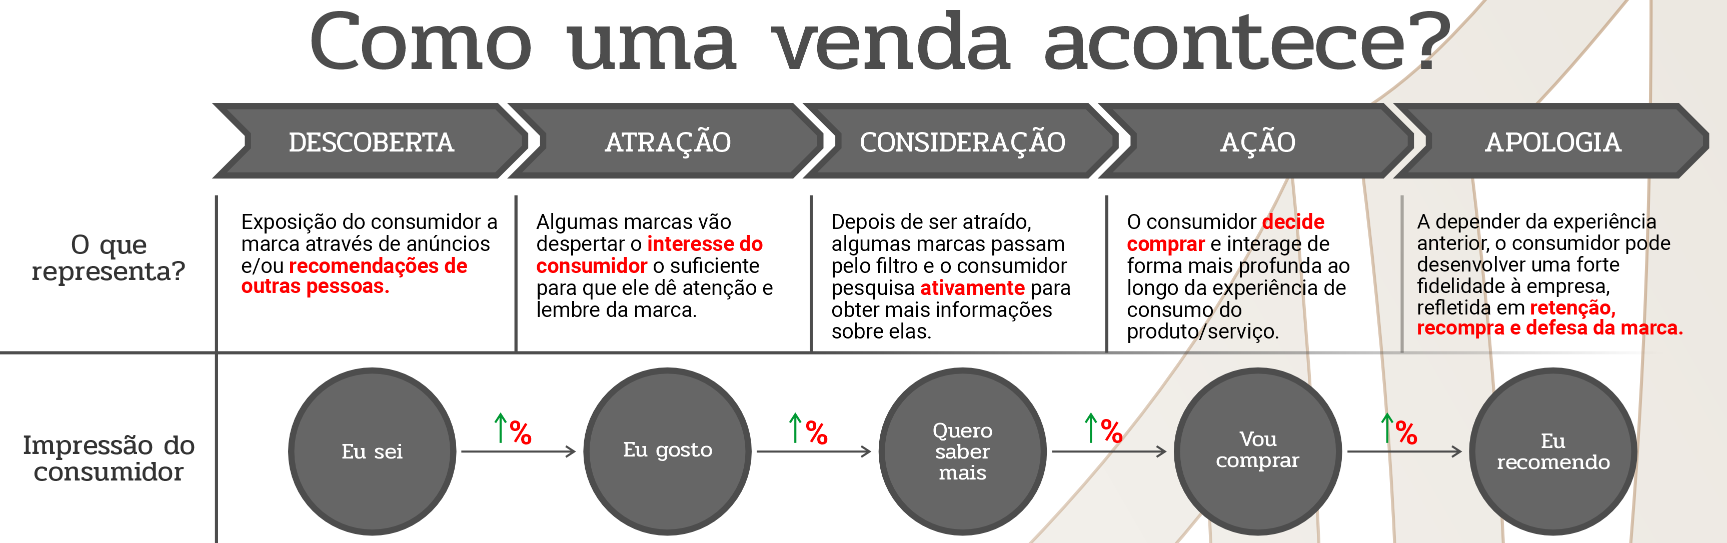 Como uma venda acontece?
DESCOBERTA
ATRAÇÃO
CONSIDERAÇÃO
AÇÃO
APOLOGIA
O que
representa?
Exposição do consumidor a
marca através de anúncios
e/ou recomendações de
outras pessoas.
Algumas marcas vão
despertar o interesse do
consumidor o suficiente
para que ele dê atenção e
lembre da marca.
Depois de ser atraído,
algumas marcas passam
pelo filtro e o consumidor
pesquisa ativamente para
obter mais informações
sobre elas.
O consumidor decide
comprar e interage de
forma mais profunda ao
longo da experiência de
consumo do
produto/serviço.
A depender da experiência
anterior, o consumidor pode
desenvolver uma forte
fidelidade à empresa,
refletida em retenção,
recompra e defesa da marca.
Impressão do
consumidor
Eu sei
↑%
Eu gosto
↑%
Quero
saber
mais
↑%
Vou
comprar
↑%
Eu
recomendo